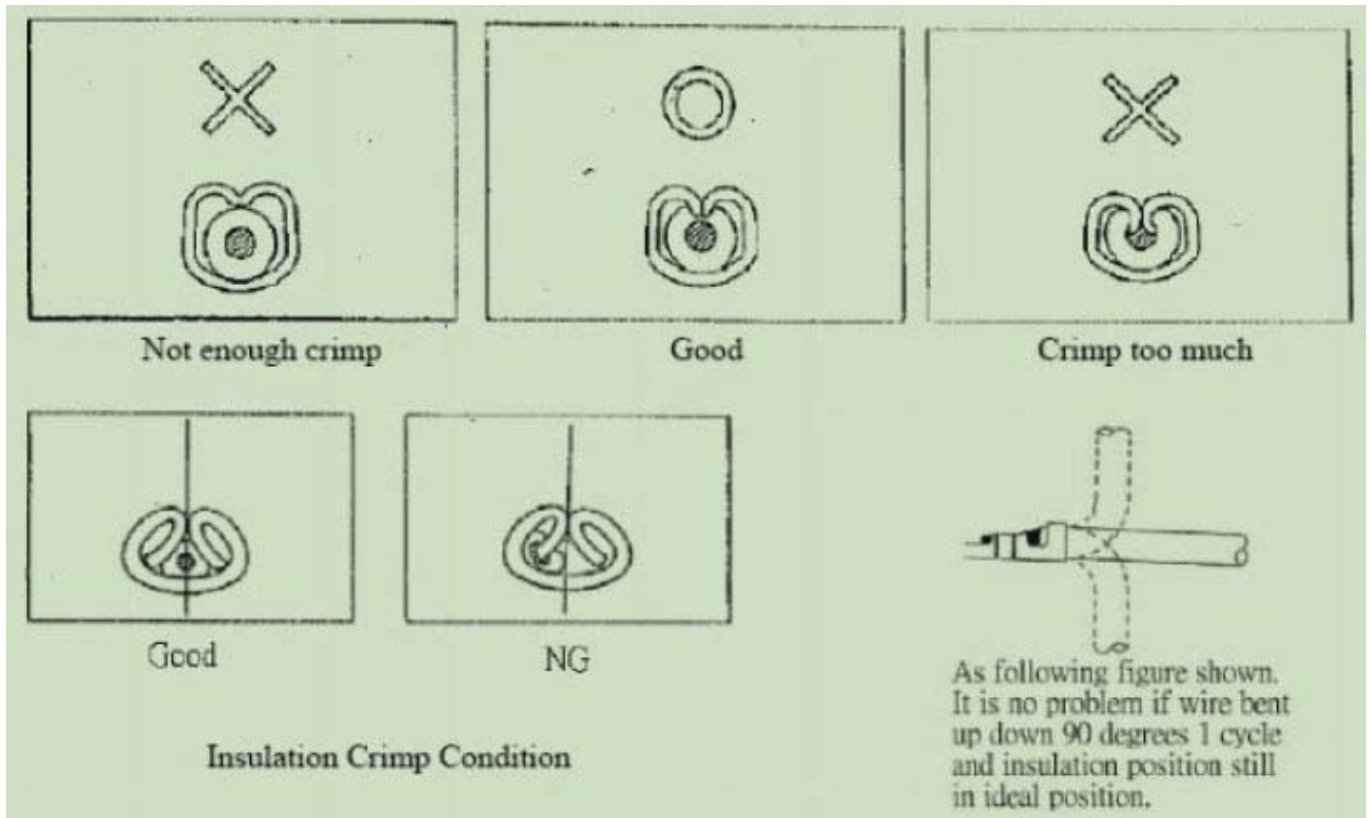 Not enough crimp
Good
Crimp too much
Good
NG
Insulation Crimp Condition
As following figure shown.
It is no problem if wire bent
up down 90 degrees 1 cycle
and insulation position still
in ideal position.